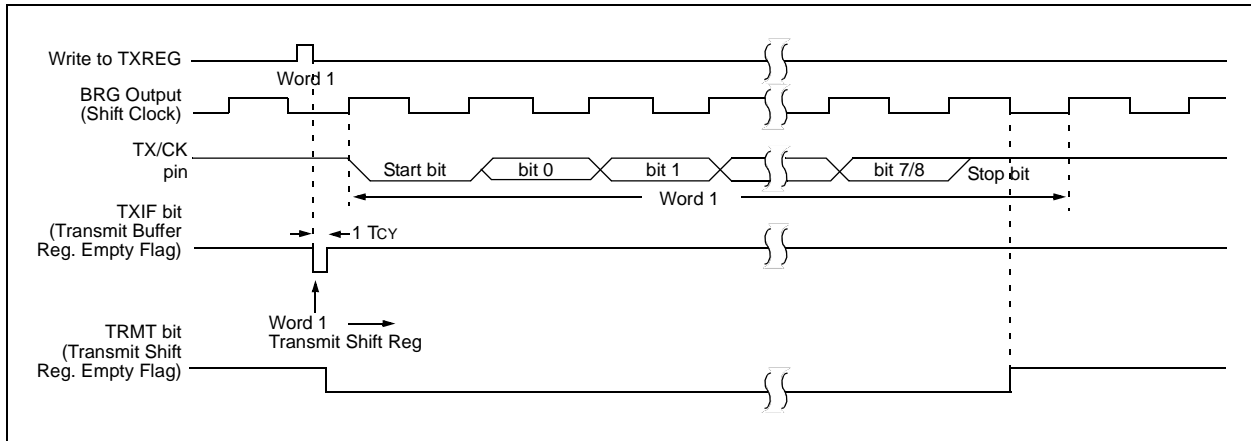 Write to TXREG
Word 1
BRG Output
(Shift Clock)
TX/CK
pin
Start bit
bit 0
bit 1
bit 7/8
Stop bit
Word 1
TXIF bit
(Transmit Buffer
Reg. Empty Flag)
1 TCY
Word 1
Transmit Shift Reg
TRMT bit
(Transmit Shift
Reg. Empty Flag)